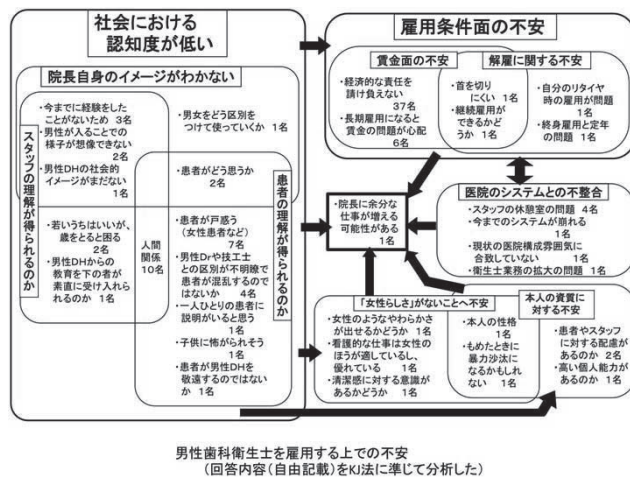 社会における
認知度が低い
院長自身のイメージがわかない
・今までに経験をした
ことがないため 3名
・男性が入ることでの
様子が想像できない
2名
・男性DHの社会的
イメージがまだない
1名
・男女をどう区別を
つけて使っていくか
1名
スタッフの理解が得られるのか
・患者がどう思うか
2名
・若いうちはいいが、
歳をとると困る
2名
・男性DHからの
教育を下の者が
素直に受け入れら
れるのか 1名
人間
関係
10名
・患者が戸惑う
(女性患者など)
7名
・男性Drや技工士
との区別が不明瞭で
患者が混乱するので
はないか 4名
・一人ひとりの患者に
説明がいると思う
1名
・子供に怖がられそう
1名
・患者が男性DHを
敬遠するのではない
か 1名
患者の理解が得られるのか
雇用条件面の不安
賃金面の不安
・経済的な責任を
請け負えない
37名
・長期雇用になると
賃金の問題が心配
6名
解雇に関する不安
・首を切り
にくい 1名
・継続雇用が
できるかど
うか 1名
・自分のリタイヤ
時の雇用が問題
1名
・終身雇用と定年
の問題 1名
・院長に余分な
仕事が増える
可能性がある
1名
医院のシステムとの不整合
・スタッフの休憩室の問題 4名
・今までのシステムが崩れる
1名
・現状の医院構成雰囲気に
合致していない 1名
・衛生士業務の拡大の問題 1名
「女性らしさ」がないことへ不安
・女性のようなやわらかさ
が出せるかどうか 1名
・看護的な仕事は女性の
ほうが適しているし、
優れている 1名
・清潔感に対する意識が
あるかどうか 1名
本人の資質に
対する不安
・本人の性格
1名
・もめたときに
暴力沙汰に
なるかもしれ
ない 1名
・患者やスタッフ
に対する配慮が
あるのか 2名
・高い個人能力が
あるのか 1名
男性歯科衛生士を雇用する上での不安
(回答内容(自由記載)をKJ法に準じて分析した)